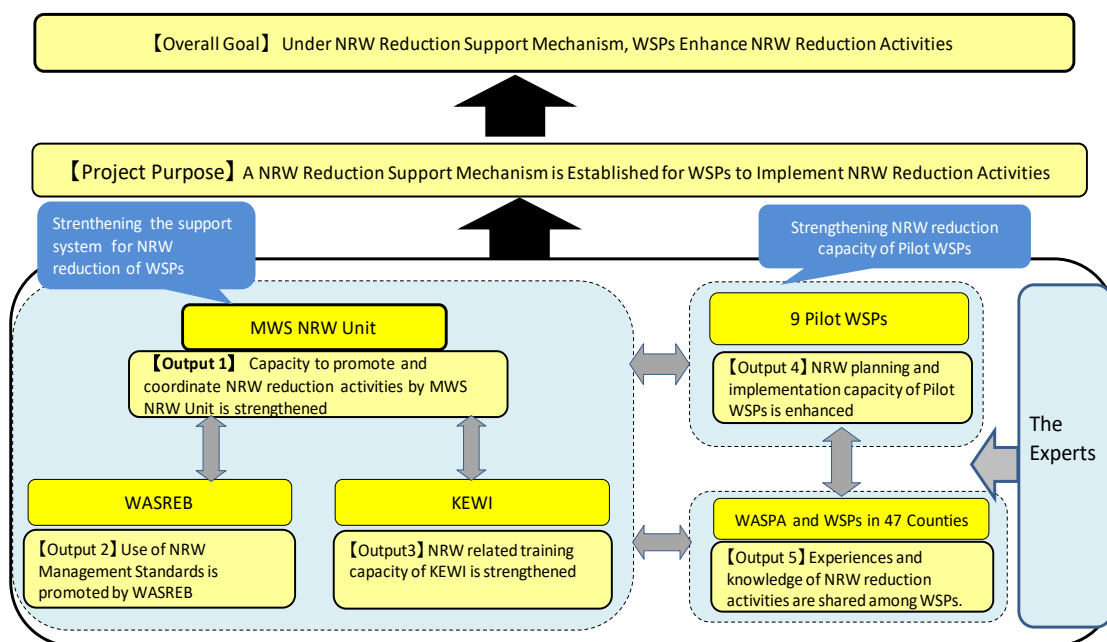 【Overall Goal】 Under NRW Reduction Support Mechanism, WSPs Enhance NRW Reduction Activities
【Project Purpose】 A NRW Reduction Support Mechanism is Established for WSPs to Implement NRW Reduction Activities
Strenthening the support
system for NRW
reduction of WSPs
Strengthening NRW reduction
capacity of Pilot WSPs
MWS NRW Unit
【Output 1】 Capacity to promote and
coordinate NRW reduction activities by MWS
NRW Unit is strengthened
9 Pilot WSPs
【Output 4】 NRW planning and
implementation capacity of Pilot
WSPs is enhanced
The
Experts
WASREB
【Output 2】 Use of NRW
Management Standards is
promoted by WASREB
KEWI
【Output3】 NRW related training
capacity of KEWI is strengthened
WASPA and WSPs in 47 Counties
【Output 5】 Experiences and
knowledge of NRW reduction
activities are shared among WSPs.